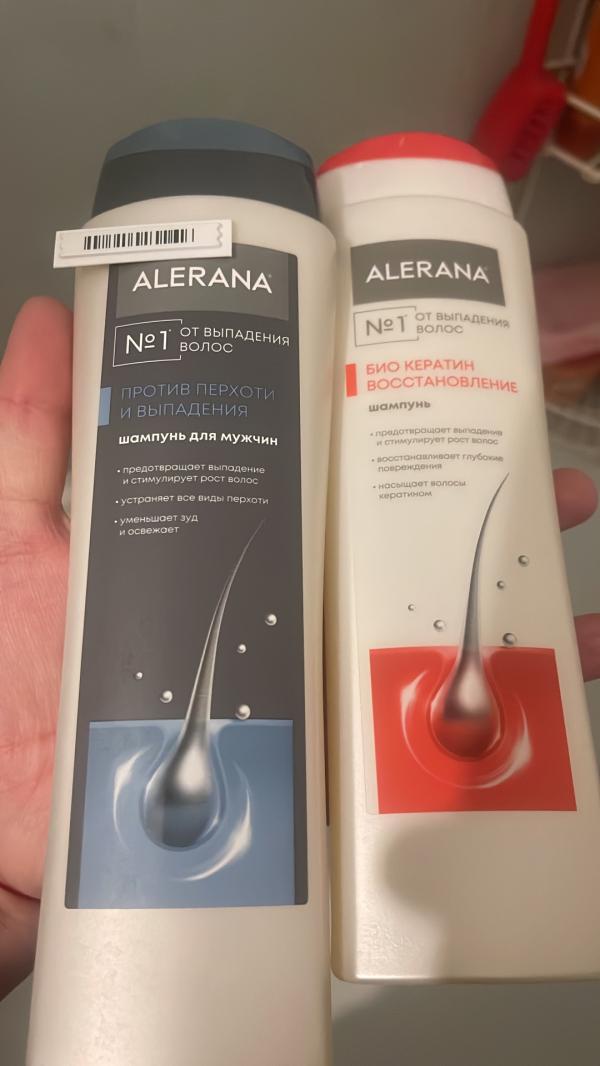 ALERANA
№1
ОТ ВЫПАДЕНИЯ
ВОЛОС
ПРОТИВ ПЕРХОТИ
И ВЫПАДЕНИЯ
шампунь для мужчин
• предотвращает выпадение
и стимулирует рост волос
• устраняет все виды перхоти
• уменьшает зуд
и освежает
ALERANA
№1
ОТ ВЫПАДЕНИЯ
ВОЛОС
БИО КЕРАТИН
ВОССТАНОВЛЕНИЕ
шампунь
• предотвращает выпадение
и стимулирует рост волос
• восстанавливает глубокие
повреждения
• насыщает волосы
кератином